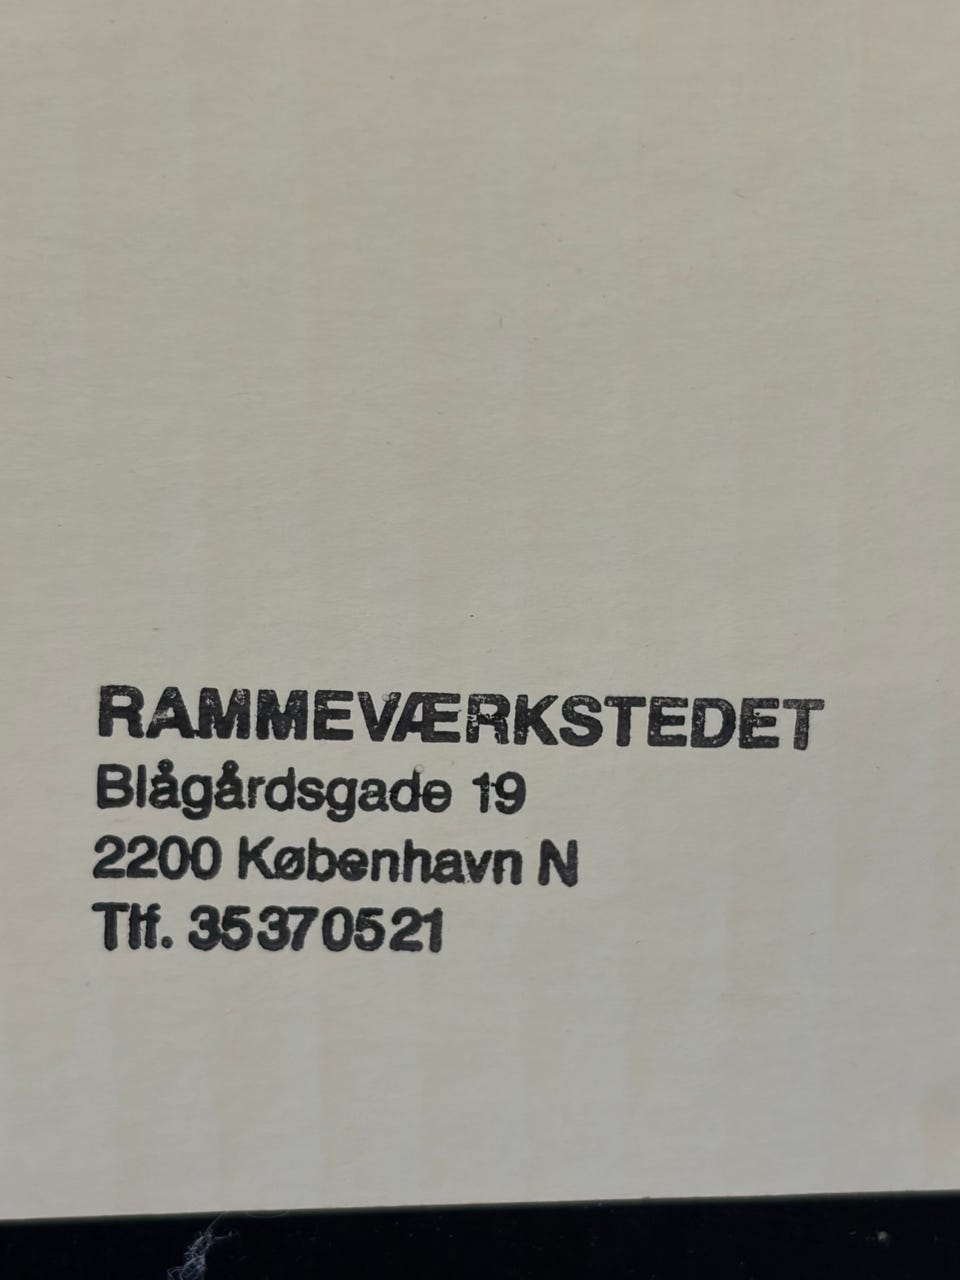 RAMMEVÆRKSTEDET
Blågårdsgade 19
2200 København N
Tlf. 35370521